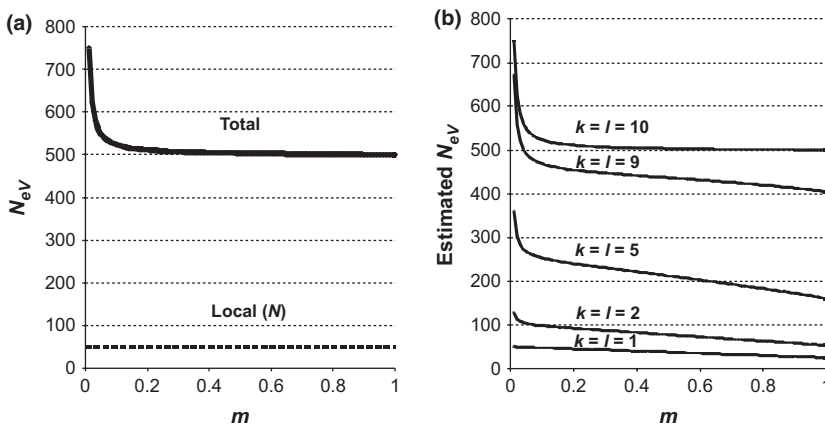 (a)
800
700
600
500
400
300
200
100
0
N_eV
Total
Local (N)
0
0.2
0.4
0.6
0.8
1
m
(b)
800
700
600
500
400
300
200
100
0
Estimated N_eV
k = l = 10
k = l = 9
k = l = 5
k = l = 2
k = l = 1
0
0.2
0.4
0.6
0.8
1
m